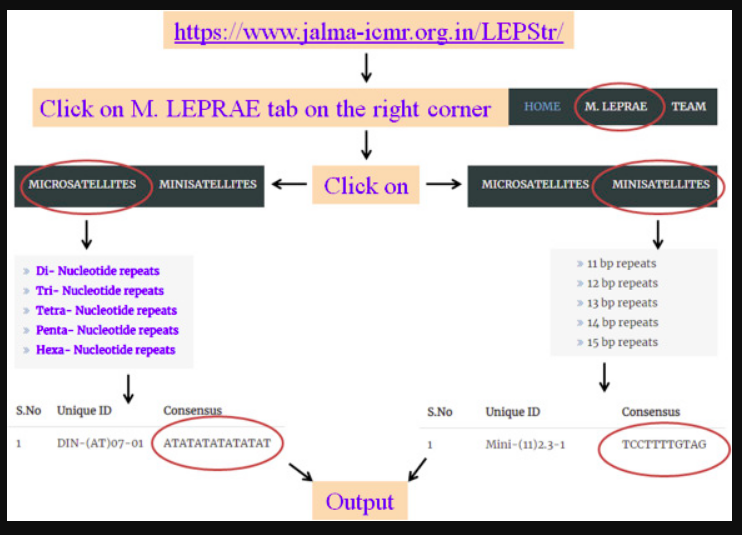 https://www.jalma-icmr.org.in/LEPStr/
Click on M. LEPRAE tab on the right corner
HOME M. LEPRAE TEAM
MICROSATELLITES MINISATELLITES
Click on
MICROSATELLITES MINISATELLITES
» Di- Nucleotide repeats
» Tri- Nucleotide repeats
» Tetra- Nucleotide repeats
» Penta- Nucleotide repeats
» Hexa- Nucleotide repeats
» 11 bp repeats
» 12 bp repeats
» 13 bp repeats
» 14 bp repeats
» 15 bp repeats
S.No Unique ID Consensus
1 DIN-(AT)07-01 ATATATATATATAT
S.No Unique ID Consensus
1 Mini-(11)2.3-1 TCCTTTTGTAG
Output